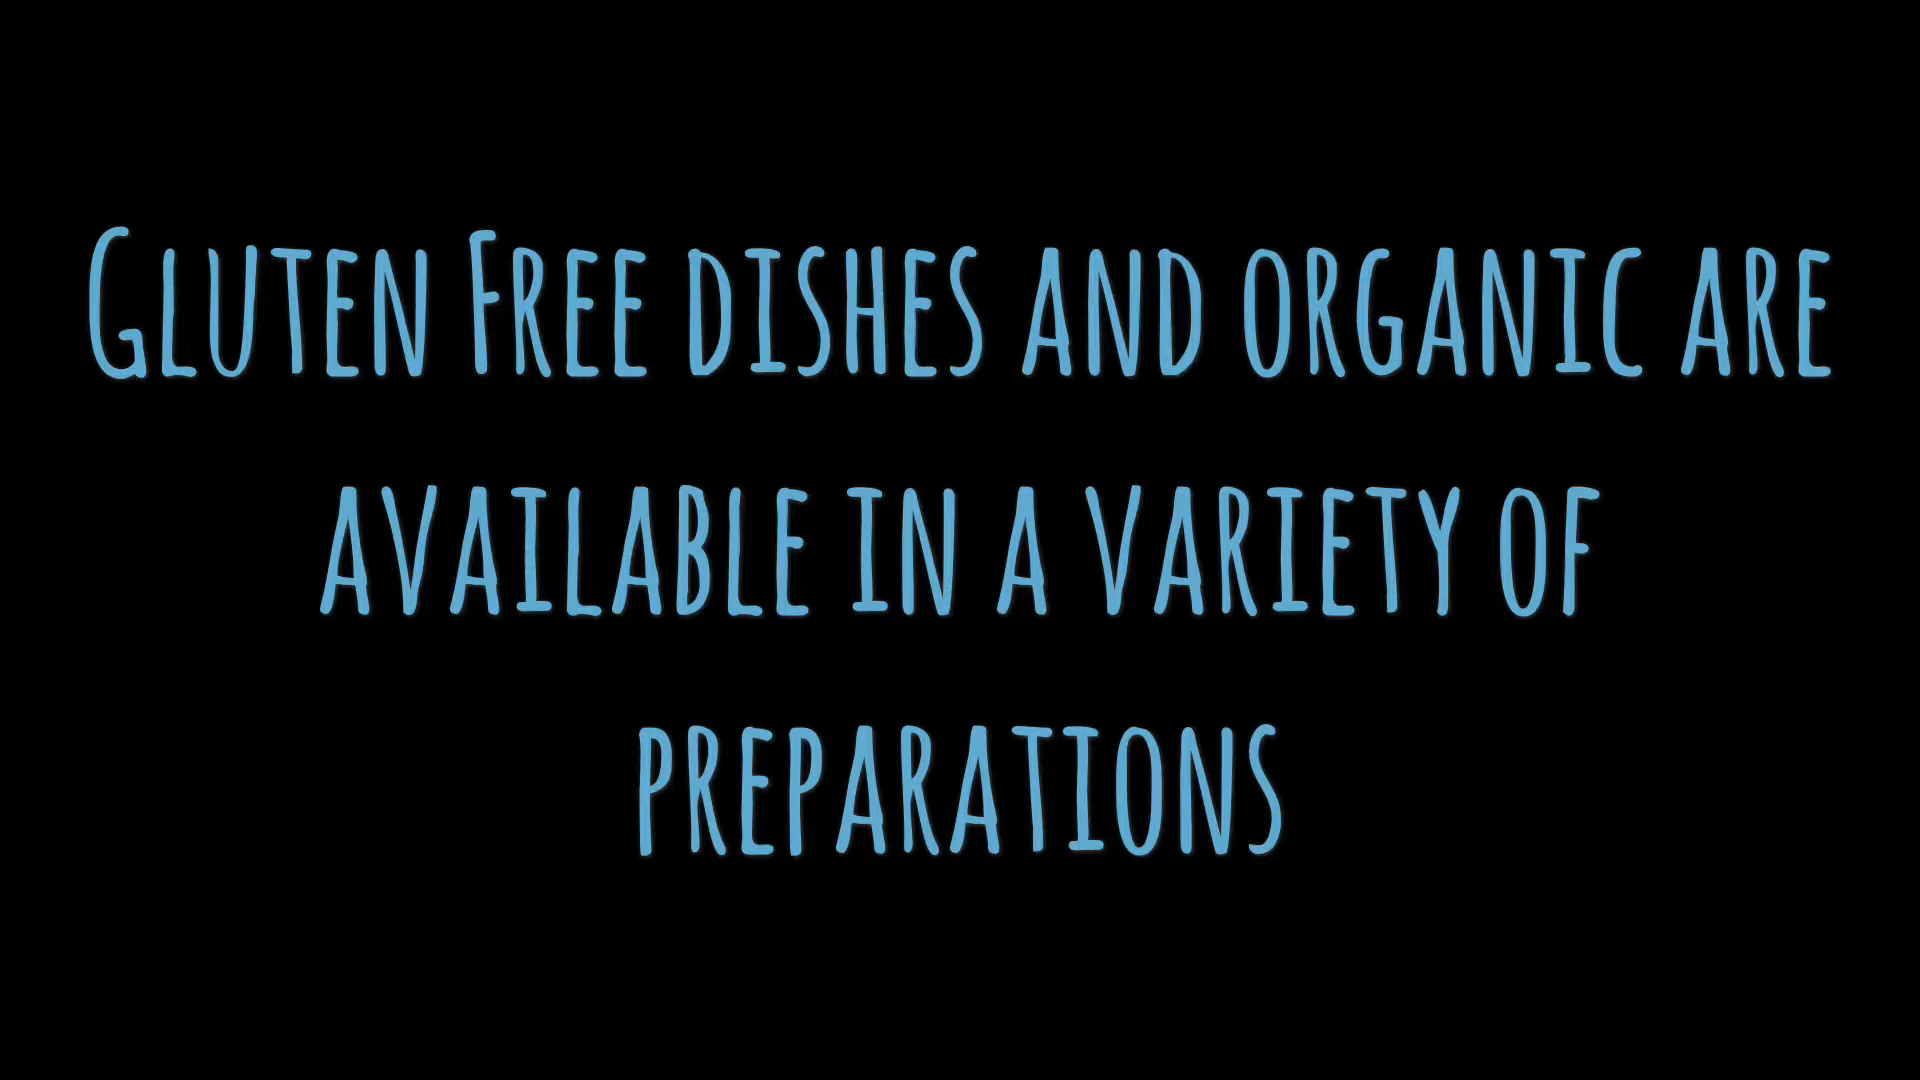 Gluten Free dishes and organic are
available in a variety of
preparations